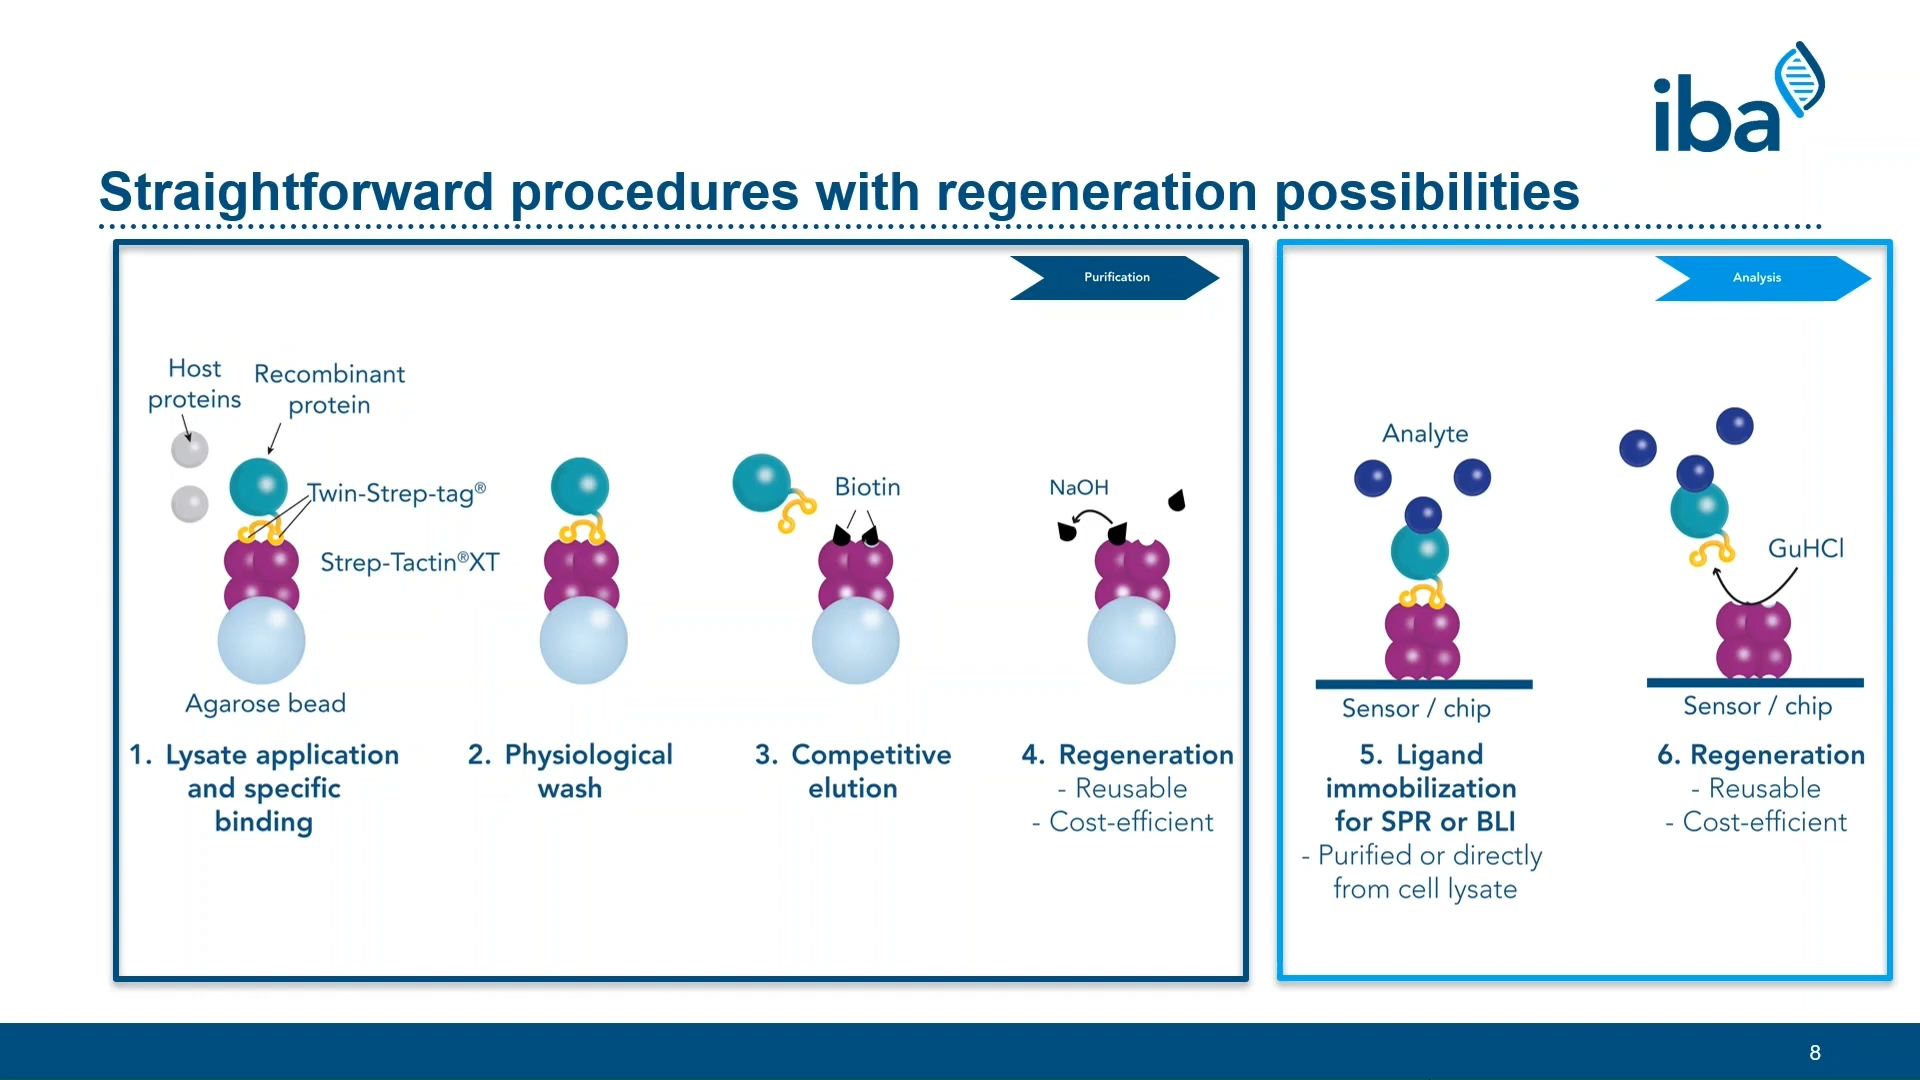 iba
Straightforward procedures with regeneration possibilities
Purification
Host
proteins
Recombinant
protein
Twin-Strep-tag®
Strep-Tactin®XT
Agarose bead
Biotin
NaOH
1. Lysate application
and specific
binding
2. Physiological
wash
3. Competitive
elution
4. Regeneration
- Reusable
- Cost-efficient
Analysis
Analyte
GuHCl
Sensor / chip
Sensor / chip
5. Ligand
immobilization
for SPR or BLI
- Purified or directly
from cell lysate
6. Regeneration
- Reusable
- Cost-efficient
8